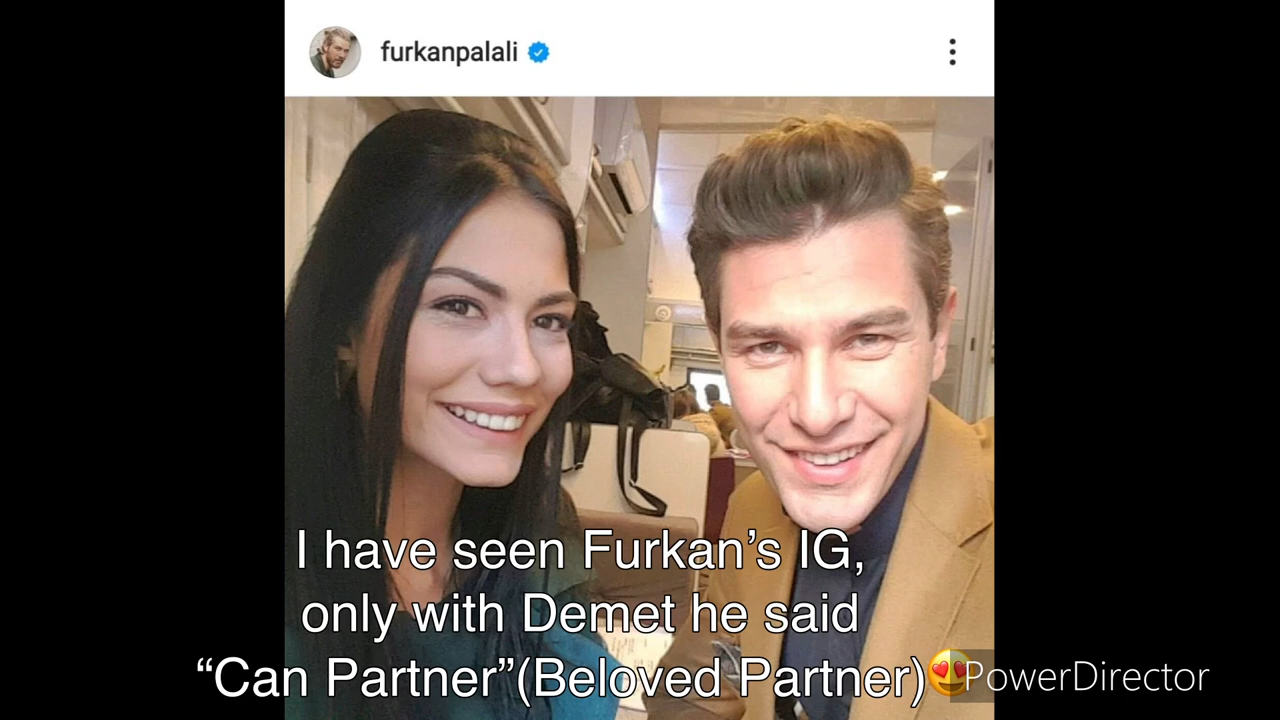 furkanpalali
I have seen Furkan’s IG,
only with Demet he said
“Can Partner”(Beloved Partner)😍
PowerDirector